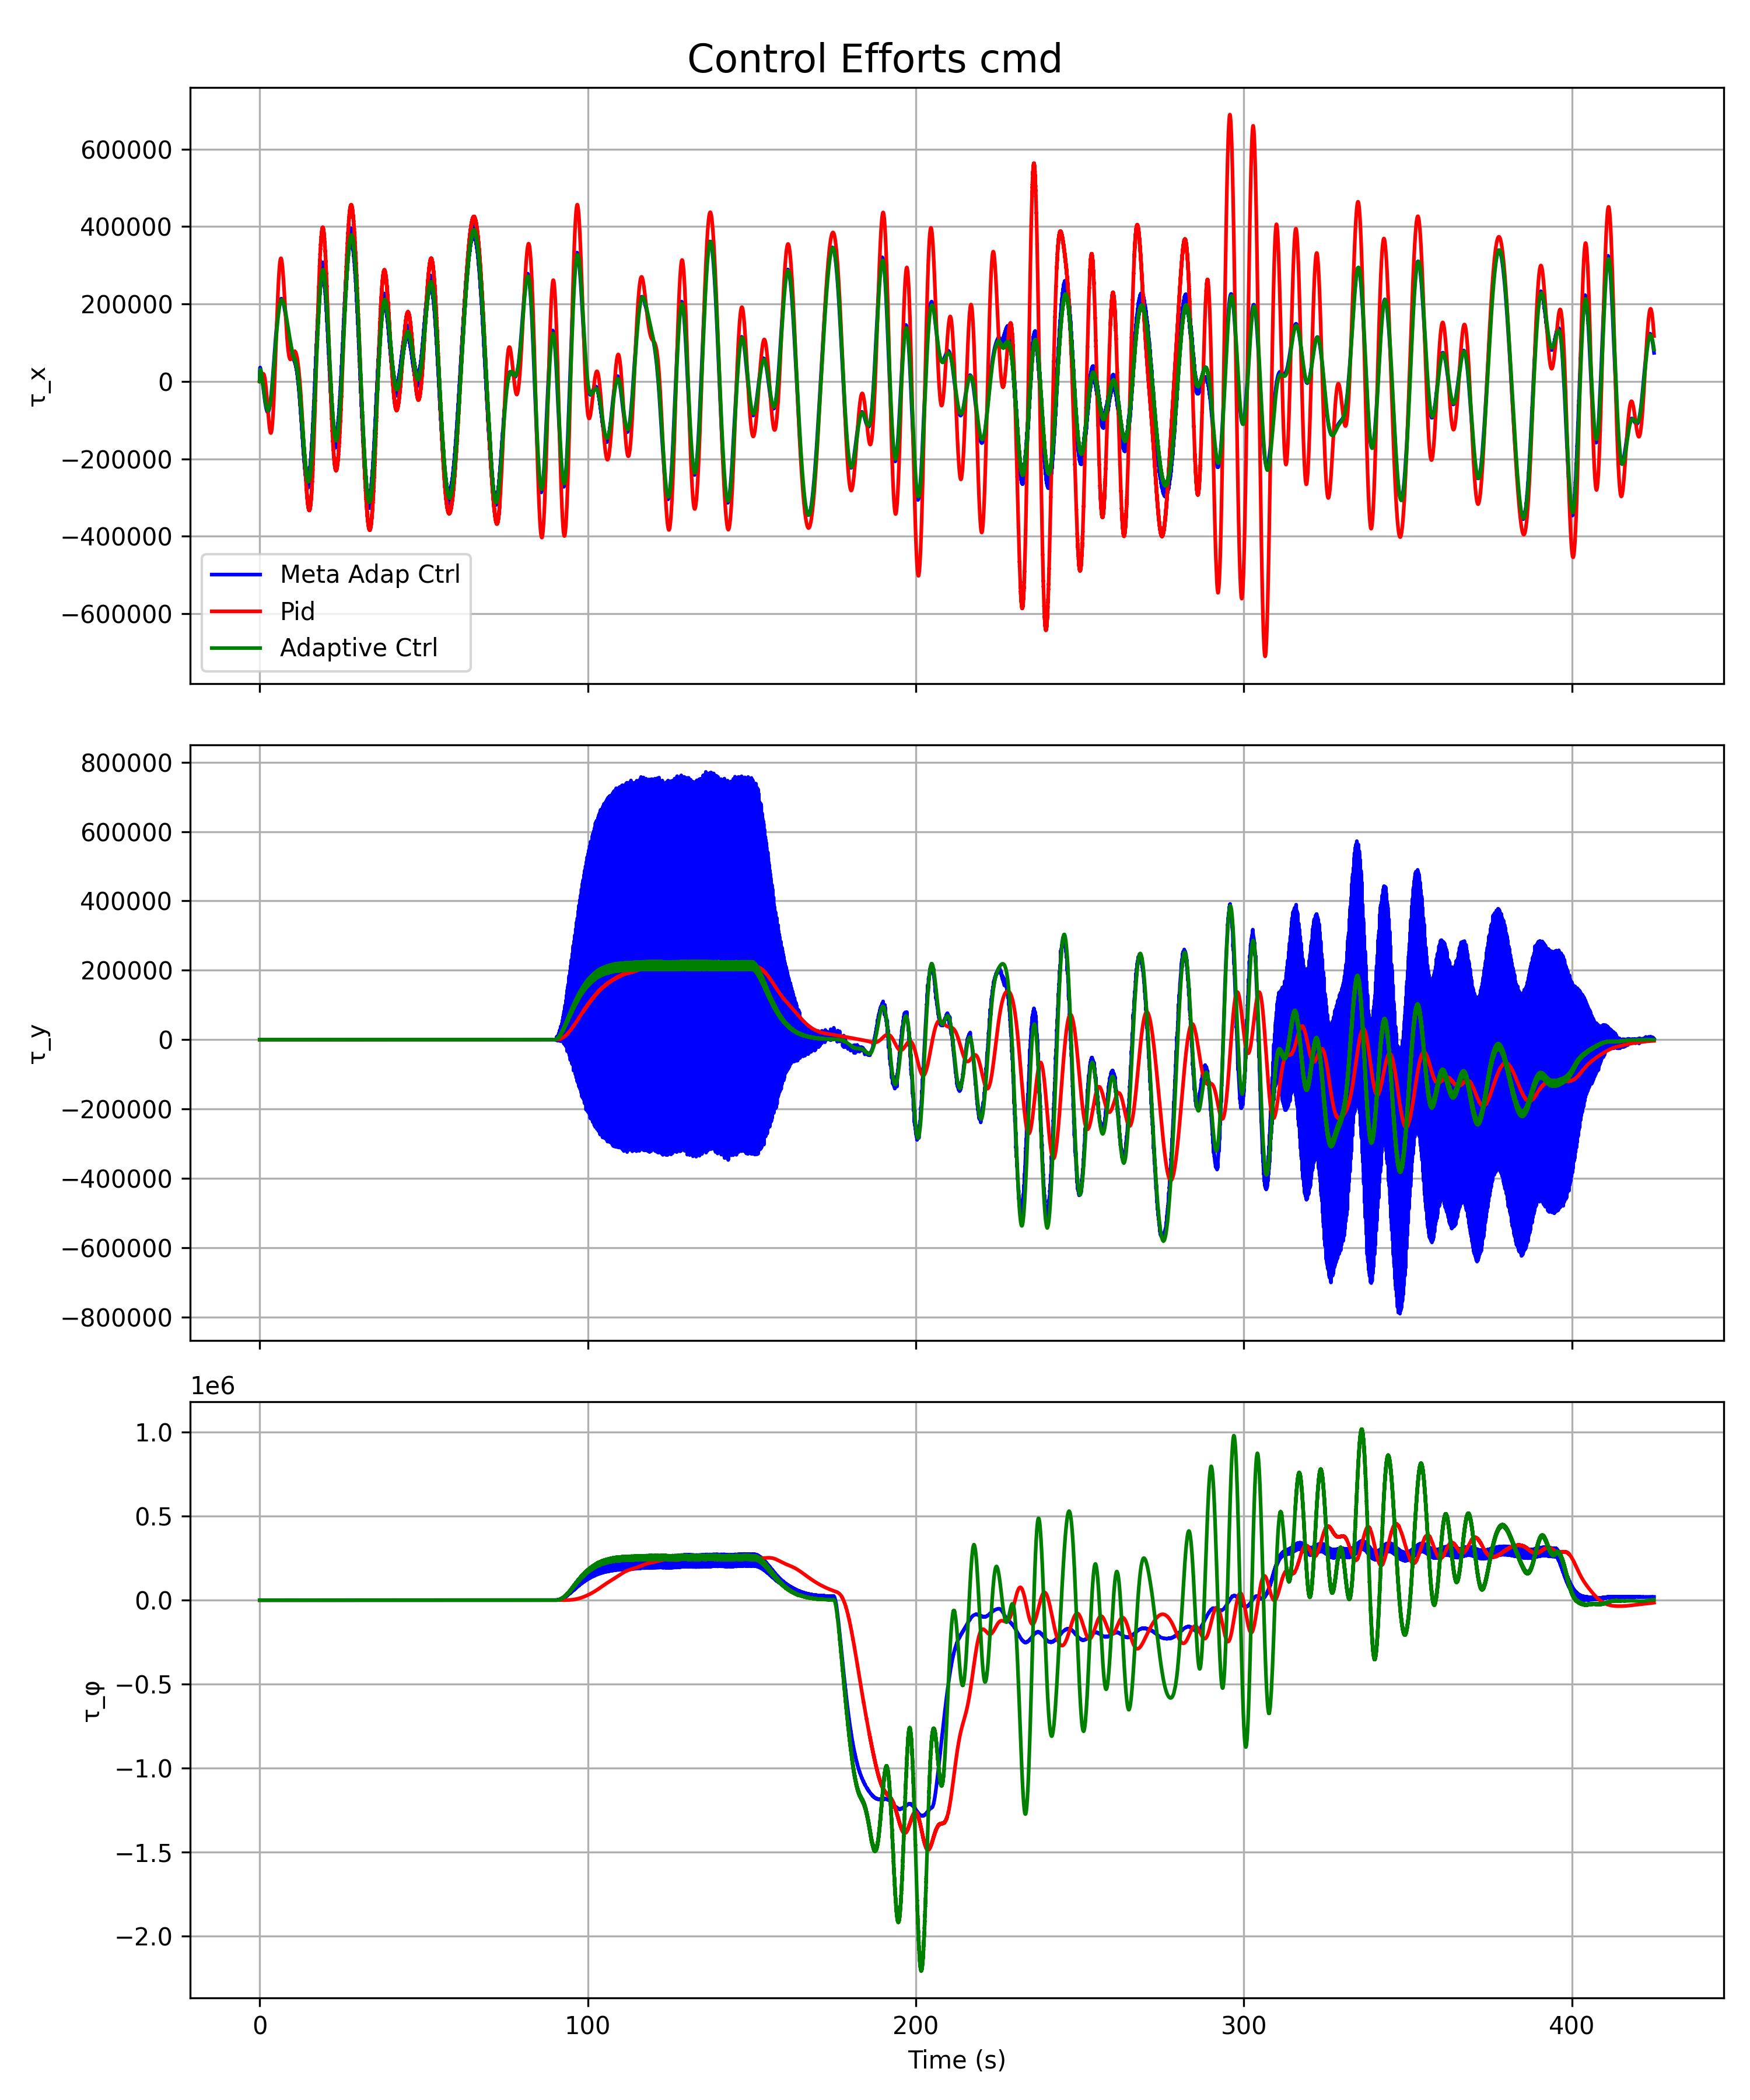 Control Efforts cmd
600000
400000
200000
0
−200000
−400000
−600000
τ_x
Meta Adap Ctrl
Pid
Adaptive Ctrl
800000
600000
400000
200000
0
−200000
−400000
−600000
−800000
τ_y
1e6
1.0
0.5
0.0
−0.5
−1.0
−1.5
−2.0
τ_φ
0 100 200 300 400
Time (s)